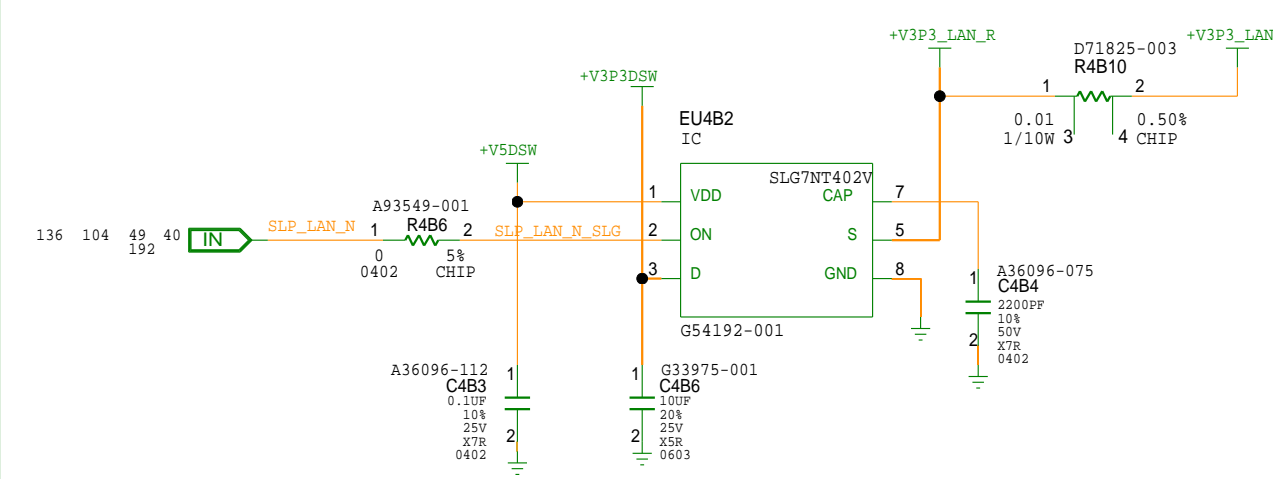 +V3P3_LAN_R
+V3P3_LAN
D71825-003
R4B10
1
2
0.01
1/10W
3
4
0.50%
CHIP
+V3P3DSW
EU4B2
IC
+V5DSW
SLG7NT402V
1
VDD
CAP
7
A93549-001
R4B6
SLP_LAN_N
1
2
SLP_LAN_N_SLG
2
ON
S
5
136 104 49 40
192
IN
0
0402
5%
CHIP
3
D
GND
8
G54192-001
1
A36096-075
C4B4
2200PF
10%
50V
X7R
0402
2
A36096-112
C4B3
0.1UF
10%
25V
X7R
0402
1
2
1
G33975-001
C4B6
10UF
20%
25V
X5R
0603
2